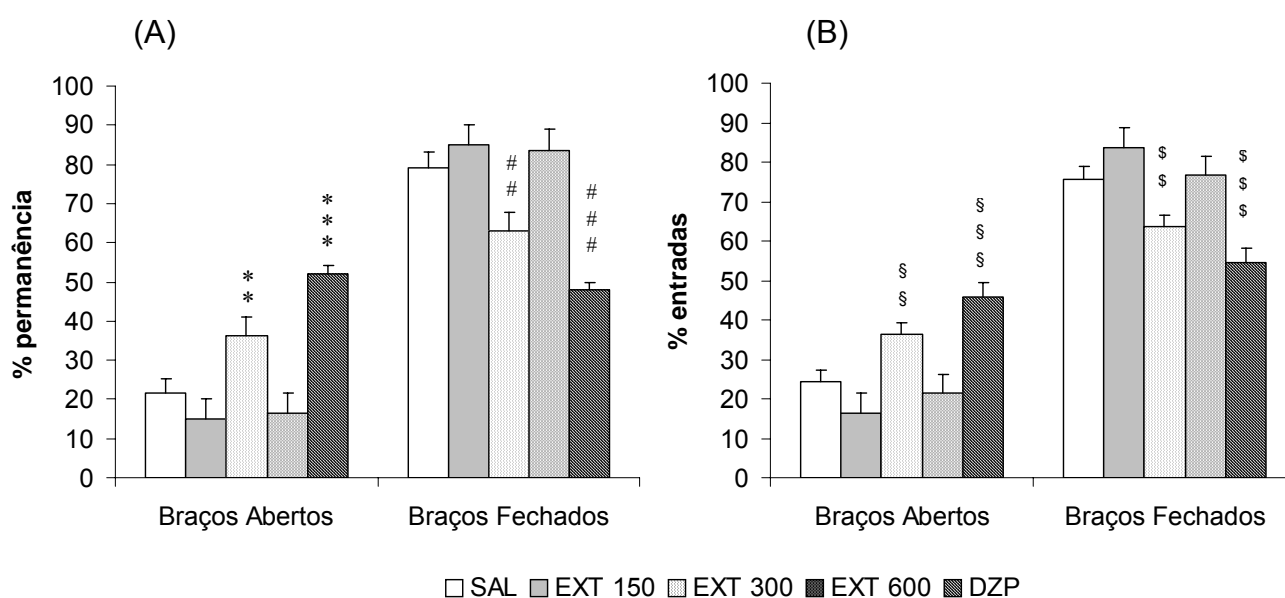 (A)
% permanência
100
90
80
70
60
50
40
30
20
10
0
* *
* * *
# #
# # #
Braços Abertos
Braços Fechados
(B)
% entradas
100
90
80
70
60
50
40
30
20
10
0
§ §
§ § §
$ $
$ $ $
Braços Abertos
Braços Fechados
SAL EXT 150 EXT 300 EXT 600 DZP